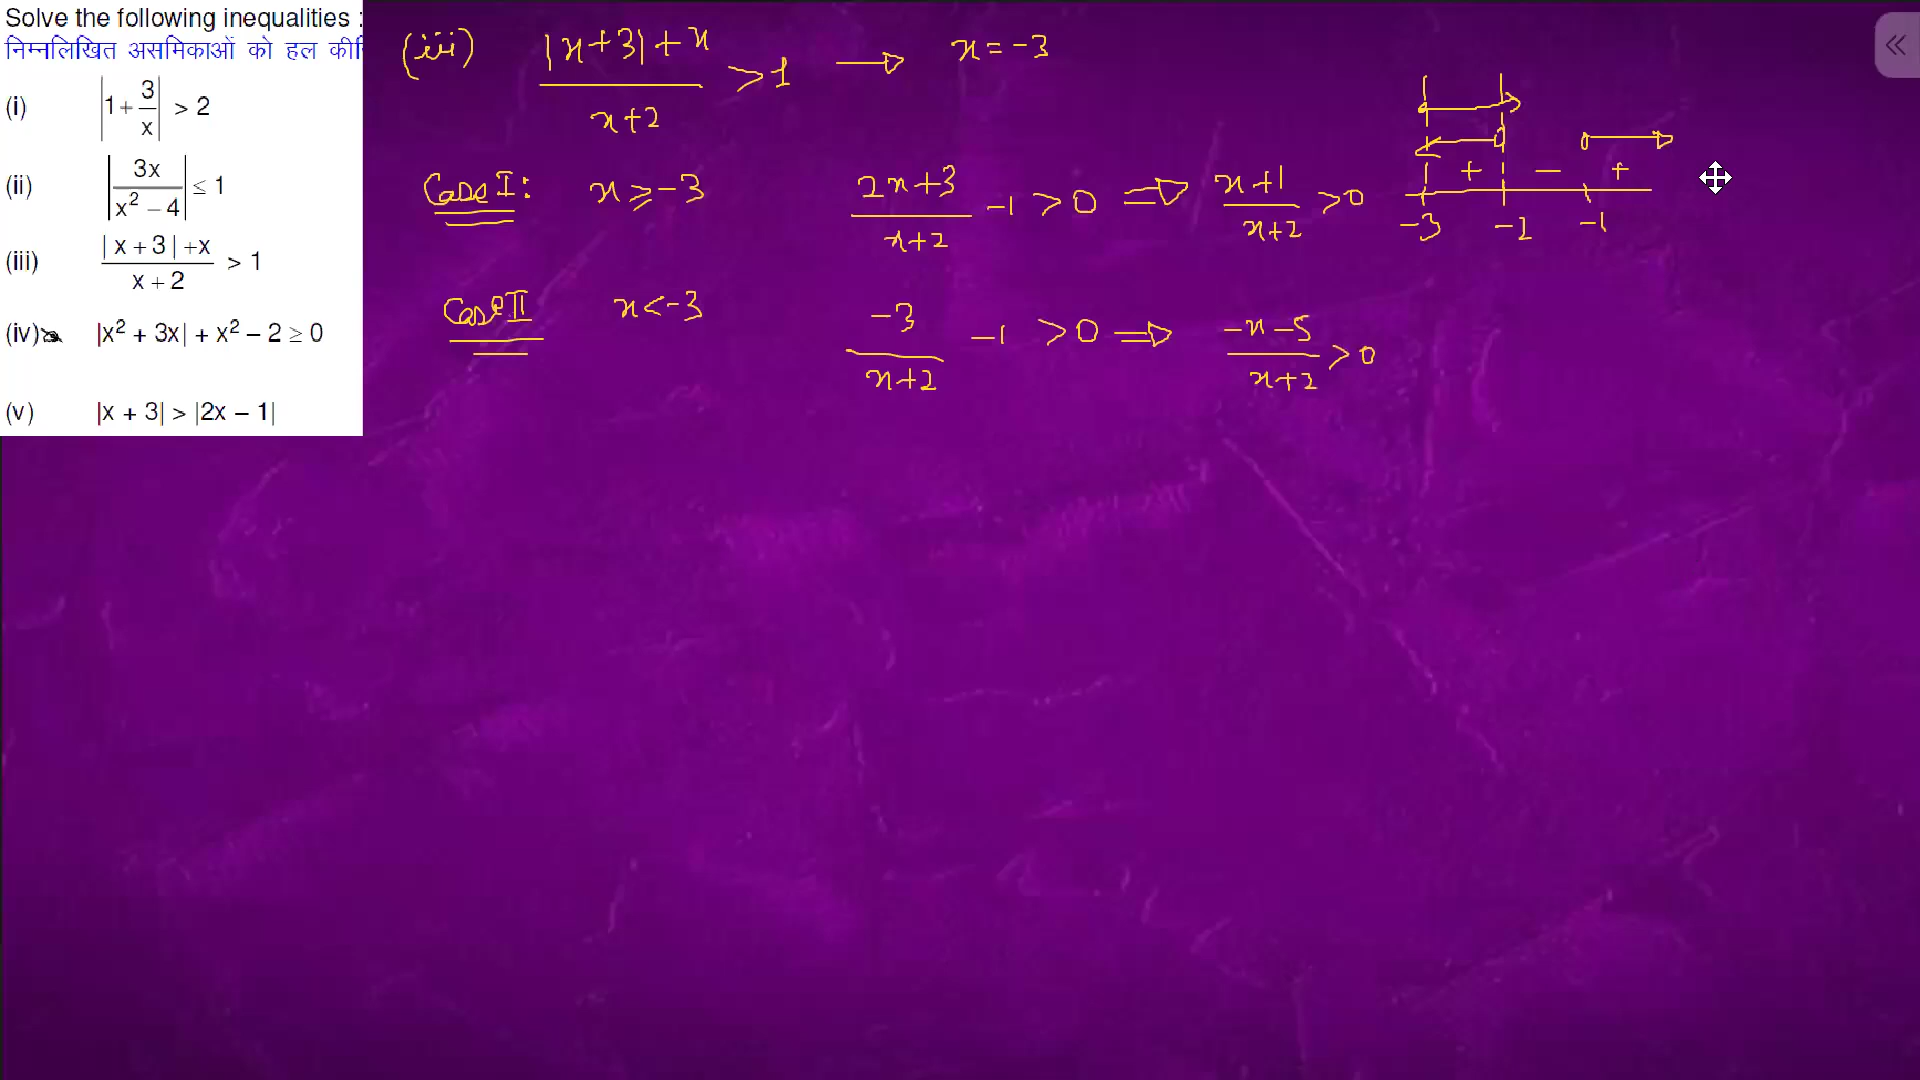 Solve the following inequalities :
निम्नलिखित असमिकाओं को हल
(i) |1 + 3/x| > 2
(ii) |3x/(x² − 4)| ≤ 1
(iii) (| x + 3 | + x)/(x + 2) > 1
(iv) |x² + 3x| + x² − 2 ≥ 0
(v) |x + 3| > |2x − 1|
(iii) (|x+3| + x)/(x+2) > 1 → x = -3
Case I : x ≥ -3 (2x+3)/(x+2) - 1 > 0 ⇒ (x+1)/(x+2) > 0
+ − +
-3 -2 -1
Case II x < -3 -3/(x+2) - 1 > 0 ⇒ (-x-5)/(x+2) > 0